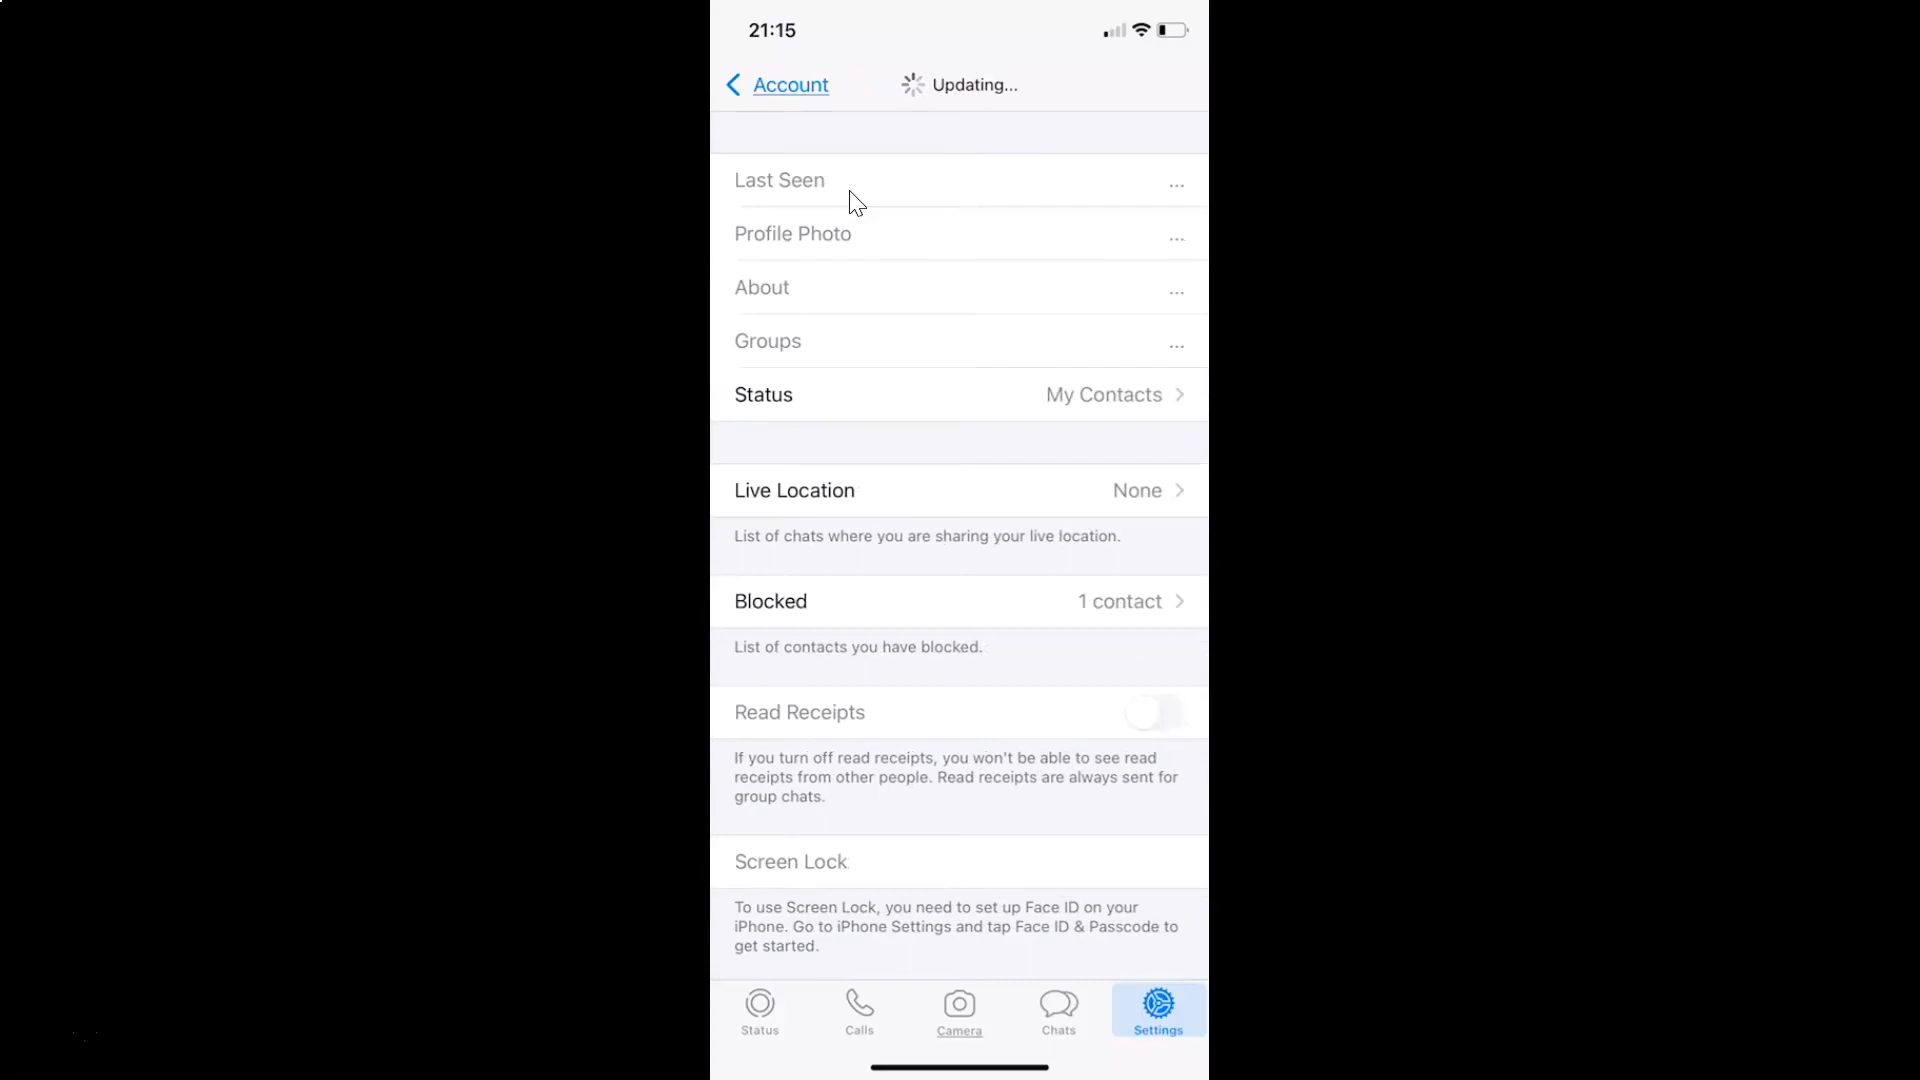 21:15
Account
Updating...
Last Seen ...
Profile Photo ...
About ...
Groups ...
Status My Contacts
Live Location None
List of chats where you are sharing your live location.
Blocked 1 contact
List of contacts you have blocked.
Read Receipts
If you turn off read receipts, you won't be able to see read
receipts from other people. Read receipts are always sent for
group chats.
Screen Lock
To use Screen Lock, you need to set up Face ID on your
iPhone. Go to iPhone Settings and tap Face ID & Passcode to
get started.
Status Calls Camera Chats Settings